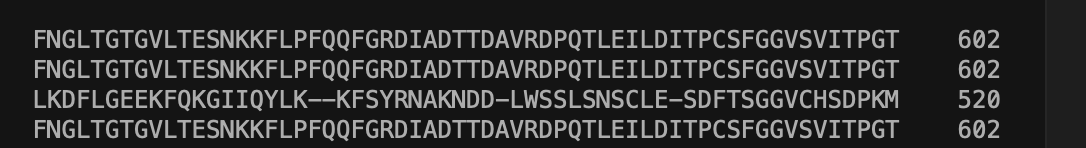 FNGLTGTGVLTESNKKFLPFQQFGRDIADTTDAVRDPQTLEILDITPCSFGGVSVITPGT 602
FNGLTGTGVLTESNKKFLPFQQFGRDIADTTDAVRDPQTLEILDITPCSFGGVSVITPGT 602
LKDFLGEEKFQKGIIQYLK--KFSYRNAKNDD-LWSSLSNSCLE-SDFTSGGVCHSDPKM 520
FNGLTGTGVLTESNKKFLPFQQFGRDIADTTDAVRDPQTLEILDITPCSFGGVSVITPGT 602